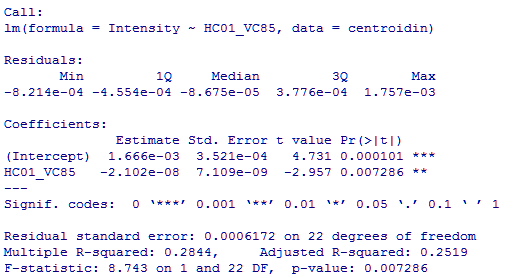 Call:
lm(formula = Intensity ~ HC01_VC85, data = centroidin)
Residuals:
Min 1Q Median 3Q Max
-8.214e-04 -4.554e-04 -8.675e-05 3.776e-04 1.757e-03
Coefficients:
Estimate Std. Error t value Pr(>|t|)
(Intercept) 1.666e-03 3.521e-04 4.731 0.000101 ***
HC01_VC85 -2.102e-08 7.109e-09 -2.957 0.007286 **
---
Signif. codes: 0 ‘***’ 0.001 ‘**’ 0.01 ‘*’ 0.05 ‘.’ 0.1 ‘ ’ 1
Residual standard error: 0.0006172 on 22 degrees of freedom
Multiple R-squared: 0.2844, Adjusted R-squared: 0.2519
F-statistic: 8.743 on 1 and 22 DF, p-value: 0.007286